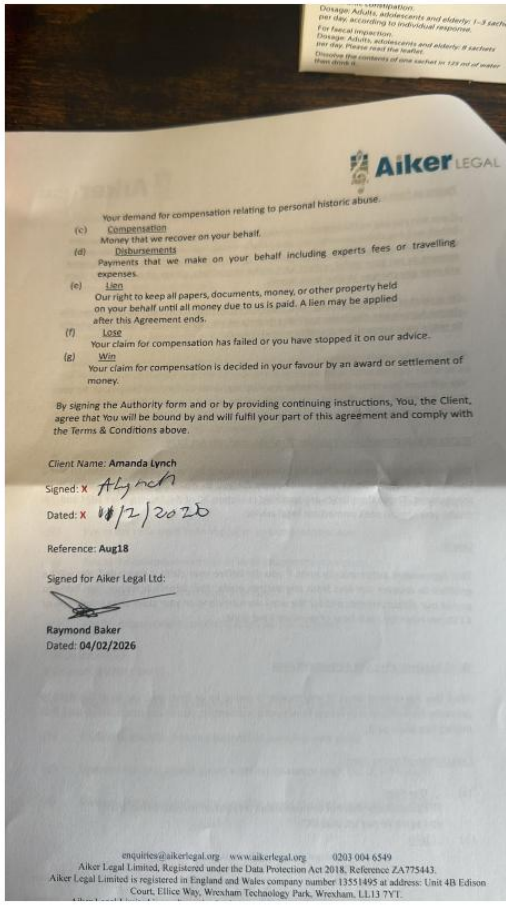 constipation.
Dosage: Adults, adolescents and elderly: 1-3 sachets
per day, according to individual response.
For faecal impaction.
Dosage: Adults, adolescents and elderly: 8 sachets
per day. Please read the leaflet.
Dissolve the contents of one sachet in 125 ml of water
then drink it.
Aiker LEGAL
Your demand for compensation relating to personal historic abuse.
(c) Compensation
Money that we recover on your behalf.
(d) Disbursements
Payments that we make on your behalf including experts fees or travelling
expenses.
(e) Lien
Our right to keep all papers, documents, money, or other property held
on your behalf until all money due to us is paid. A lien may be applied
after this Agreement ends.
(f) Lose
Your claim for compensation has failed or you have stopped it on our advice.
(g) Win
Your claim for compensation is decided in your favour by an award or settlement of
money.
By signing the Authority form and or by providing continuing instructions, You, the Client,
agree that You will be bound by and will fulfil your part of this agreement and comply with
the Terms & Conditions above.
Client Name: Amanda Lynch
Signed: X ALynch
Dated: X /2/2026
Reference: Aug18
Signed for Aiker Legal Ltd:
Raymond Baker
Dated: 04/02/2026
enquiries@aikerlegal.org www.aikerlegal.org 0203 004 6549
Aiker Legal Limited, Registered under the Data Protection Act 2018, Reference ZA775443.
Aiker Legal Limited is registered in England and Wales company number 13551495 at address: Unit 4B Edison
Court, Ellice Way, Wrexham Technology Park, Wrexham, LL13 7YT.